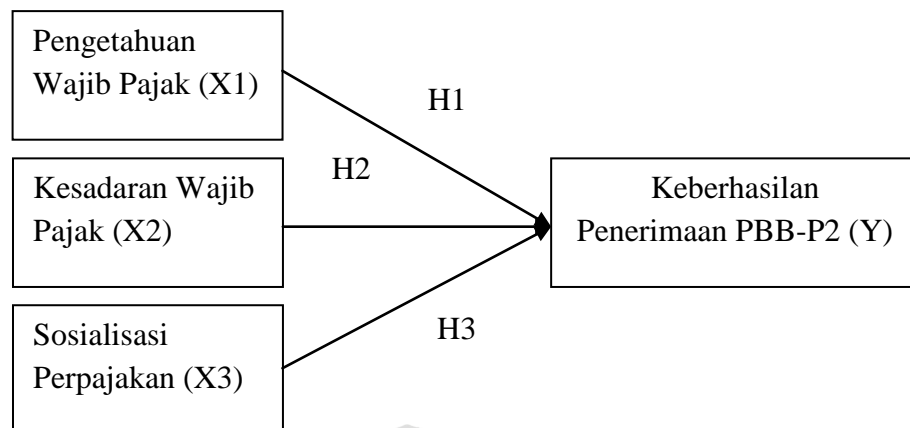 Pengetahuan
Wajib Pajak (X1)
H1
Kesadaran Wajib
Pajak (X2)
H2
Keberhasilan
Penerimaan PBB-P2 (Y)
Sosialisasi
Perpajakan (X3)
H3